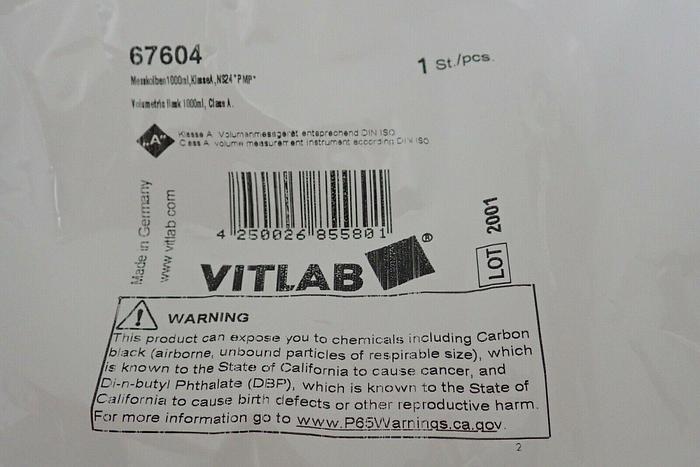 67604
1 St./pcs.
Messkolben 1000ml, KlasseA, NS24 "PMP"
Volumetric flask 1000ml, Class A.
"A"
Klasse A Volumenmessgerät entsprechend DIN ISO
Class A volume measurement instrument according DIN ISO
Made in Germany
www.vitlab.com
4 250026 855801
LOT 2001
VITLAB®
WARNING
This product can expose you to chemicals including Carbon
black (airborne, unbound particles of respirable size), which
is known to the State of California to cause cancer, and
Di-n-butyl Phthalate (DBP), which is known to the State of
California to cause birth defects or other reproductive harm.
For more information go to www.P65Warnings.ca.gov.
2